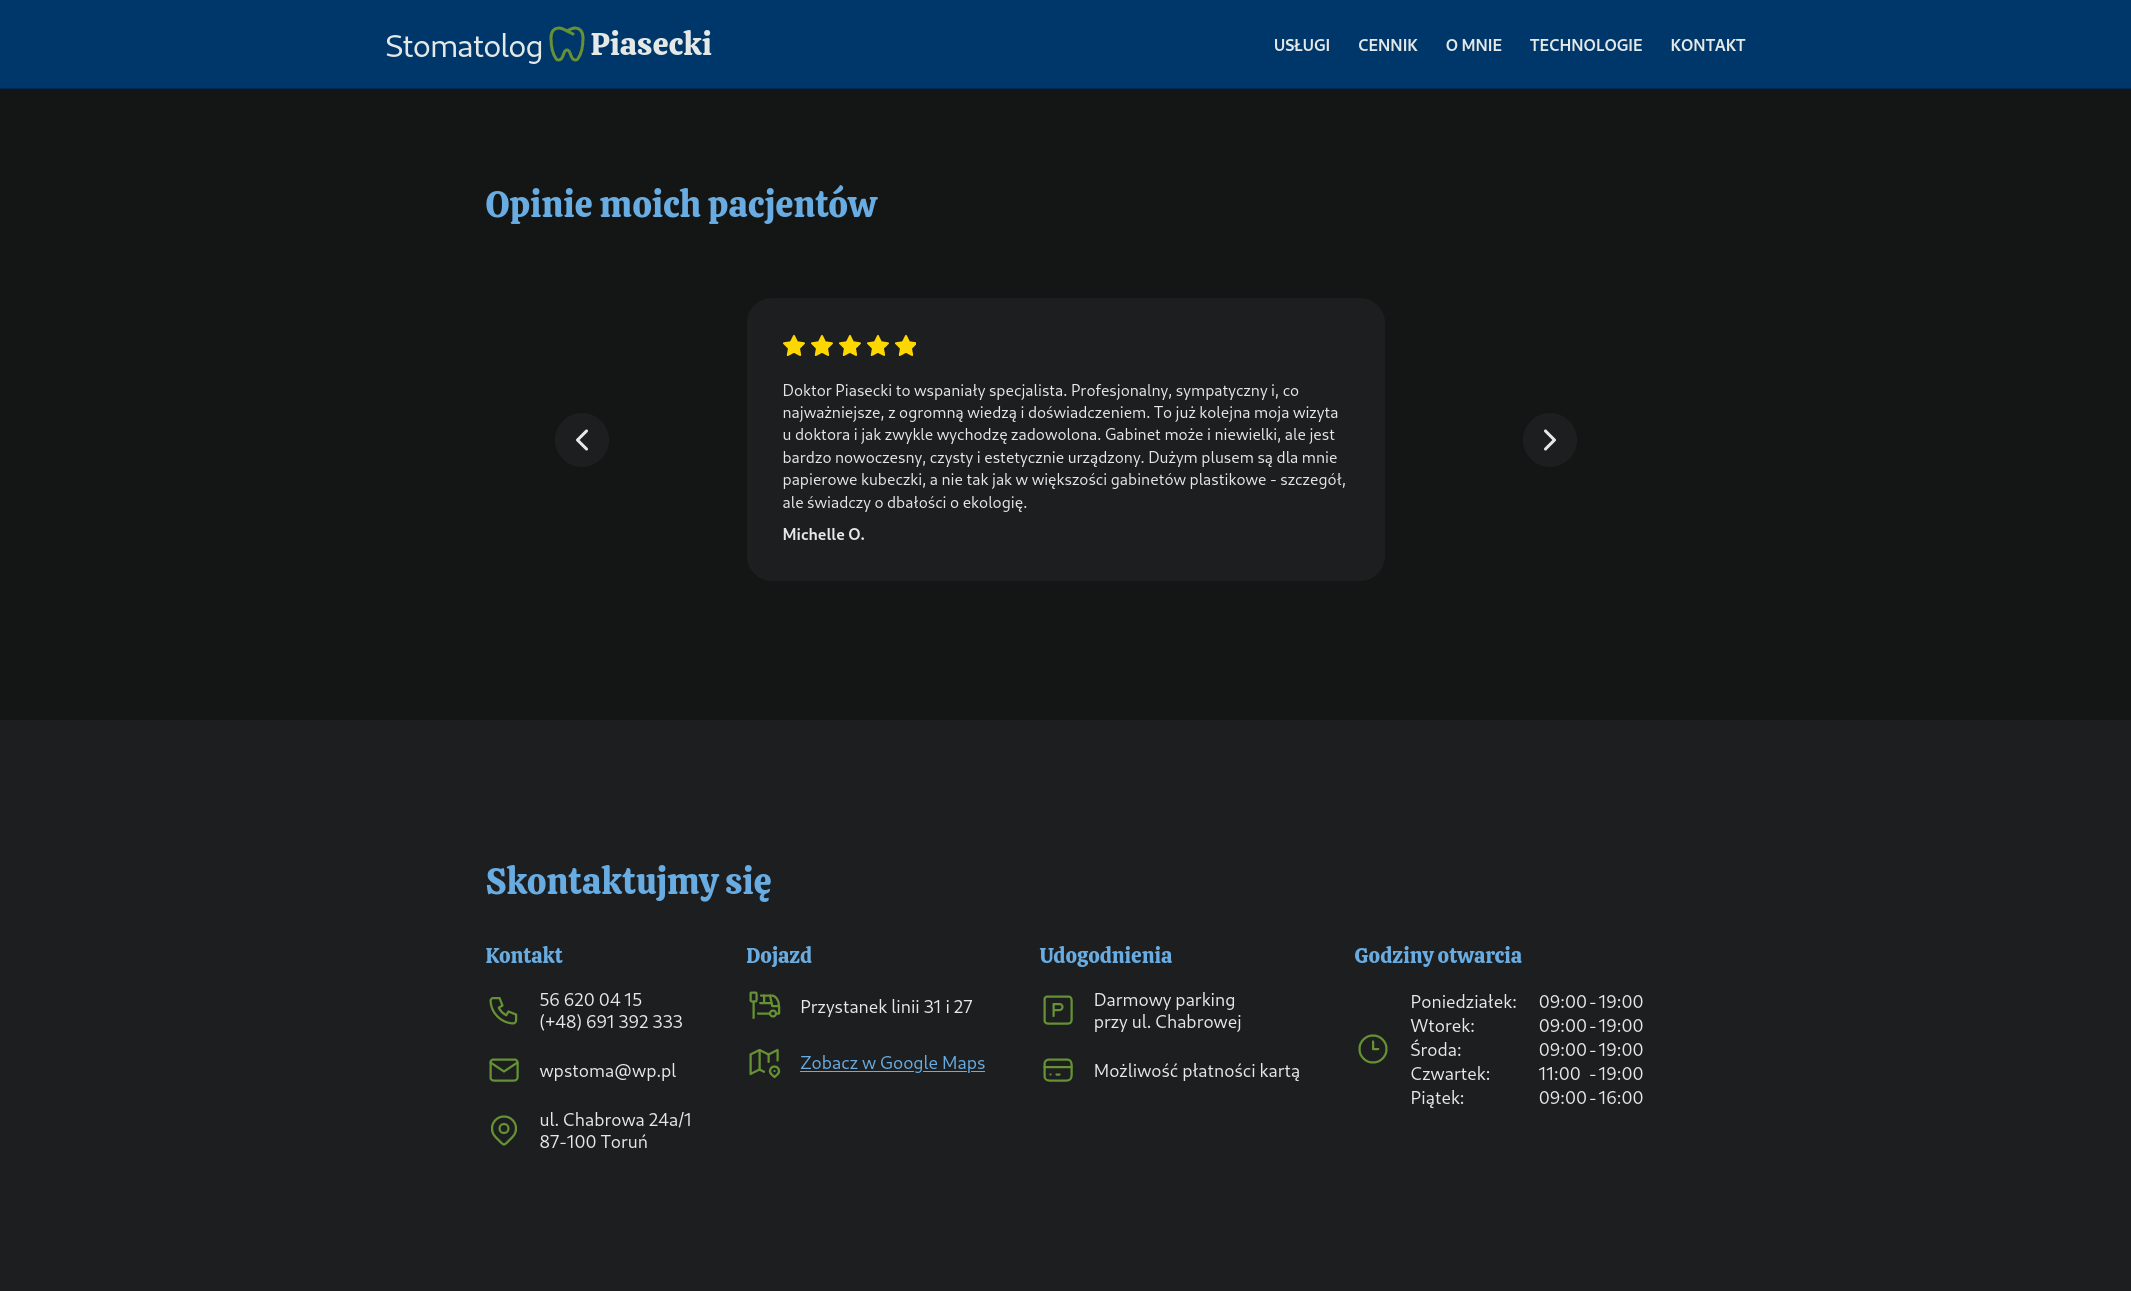 Stomatolog Piasecki
USŁUGI CENNIK O MNIE TECHNOLOGIE KONTAKT
Opinie moich pacjentów
Doktor Piasecki to wspaniały specjalista. Profesjonalny, sympatyczny i, co
najważniejsze, z ogromną wiedzą i doświadczeniem. To już kolejna moja wizyta
u doktora i jak zwykle wychodzę zadowolona. Gabinet może i niewielki, ale jest
bardzo nowoczesny, czysty i estetycznie urządzony. Dużym plusem są dla mnie
papierowe kubeczki, a nie tak jak w większości gabinetów plastikowe - szczegół,
ale świadczy o dbałości o ekologię.
Michelle O.
Skontaktujmy się
Kontakt
56 620 04 15
(+48) 691 392 333
wpstoma@wp.pl
ul. Chabrowa 24a/1
87-100 Toruń
Dojazd
Przystanek linii 31 i 27
Zobacz w Google Maps
Udogodnienia
P
Darmowy parking
przy ul. Chabrowej
Możliwość płatności kartą
Godziny otwarcia
Poniedziałek: 09:00 - 19:00
Wtorek: 09:00 - 19:00
Środa: 09:00 - 19:00
Czwartek: 11:00 - 19:00
Piątek: 09:00 - 16:00